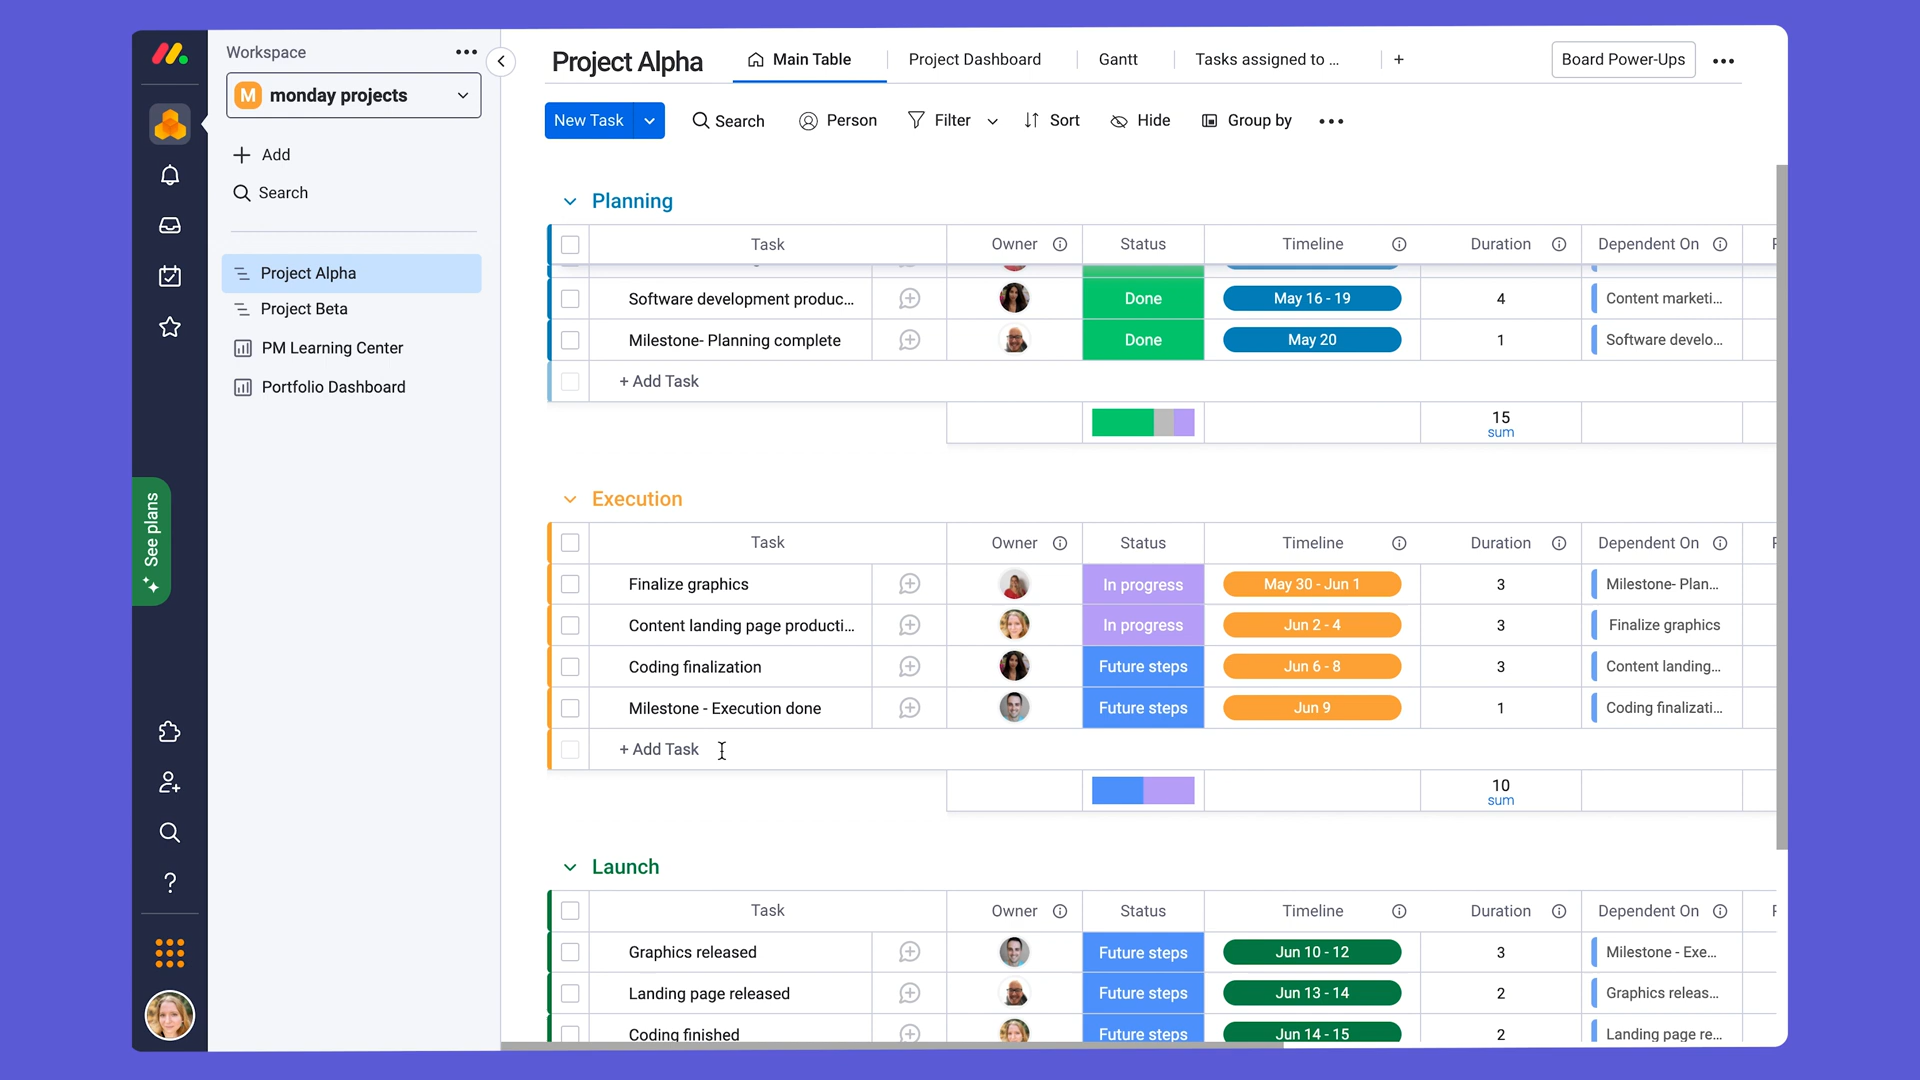 Workspace
M monday projects
Add
Search
Project Alpha
Project Beta
PM Learning Center
Portfolio Dashboard
See plans
Project Alpha
Main Table
Project Dashboard
Gantt
Tasks assigned to ...
+
Board Power-Ups
New Task
Search
Person
Filter
Sort
Hide
Group by
Planning
Task Owner Status Timeline Duration Dependent On
Software development produc... Done May 16 - 19 4 Content marketi...
Milestone- Planning complete Done May 20 1 Software develo...
+ Add Task
15
sum
Execution
Task Owner Status Timeline Duration Dependent On
Finalize graphics In progress May 30 - Jun 1 3 Milestone- Plan...
Content landing page producti... In progress Jun 2 - 4 3 Finalize graphics
Coding finalization Future steps Jun 6 - 8 3 Content landing...
Milestone - Execution done Future steps Jun 9 1 Coding finalizati...
+ Add Task
10
sum
Launch
Task Owner Status Timeline Duration Dependent On
Graphics released Future steps Jun 10 - 12 3 Milestone - Exe...
Landing page released Future steps Jun 13 - 14 2 Graphics releas...
Coding finished Future steps Jun 14 - 15 2 Landing page re...